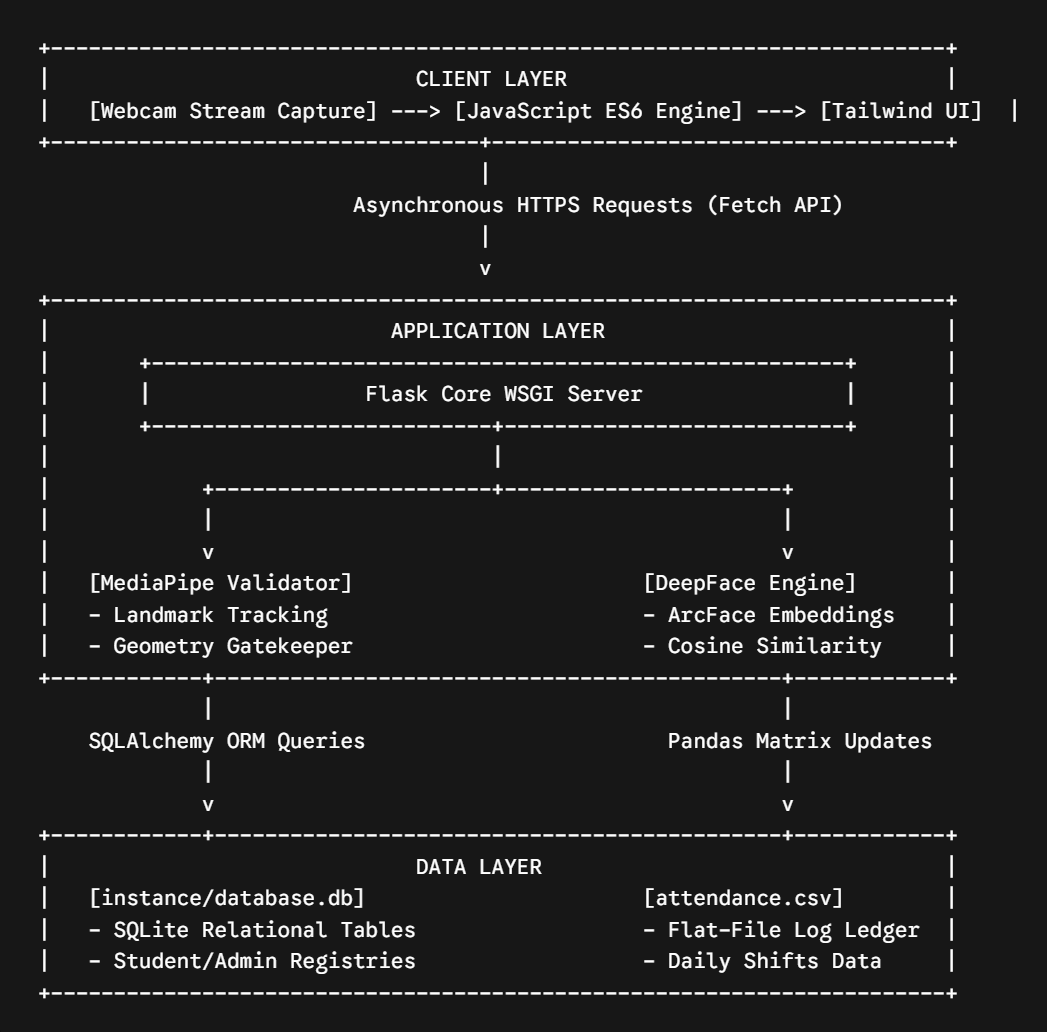 CLIENT LAYER
[Webcam Stream Capture] ---> [JavaScript ES6 Engine] ---> [Tailwind UI]
Asynchronous HTTPS Requests (Fetch API)
v
APPLICATION LAYER
Flask Core WSGI Server
v v
[MediaPipe Validator] [DeepFace Engine]
- Landmark Tracking - ArcFace Embeddings
- Geometry Gatekeeper - Cosine Similarity
SQLAlchemy ORM Queries Pandas Matrix Updates
v v
DATA LAYER
[instance/database.db] [attendance.csv]
- SQLite Relational Tables - Flat-File Log Ledger
- Student/Admin Registries - Daily Shifts Data